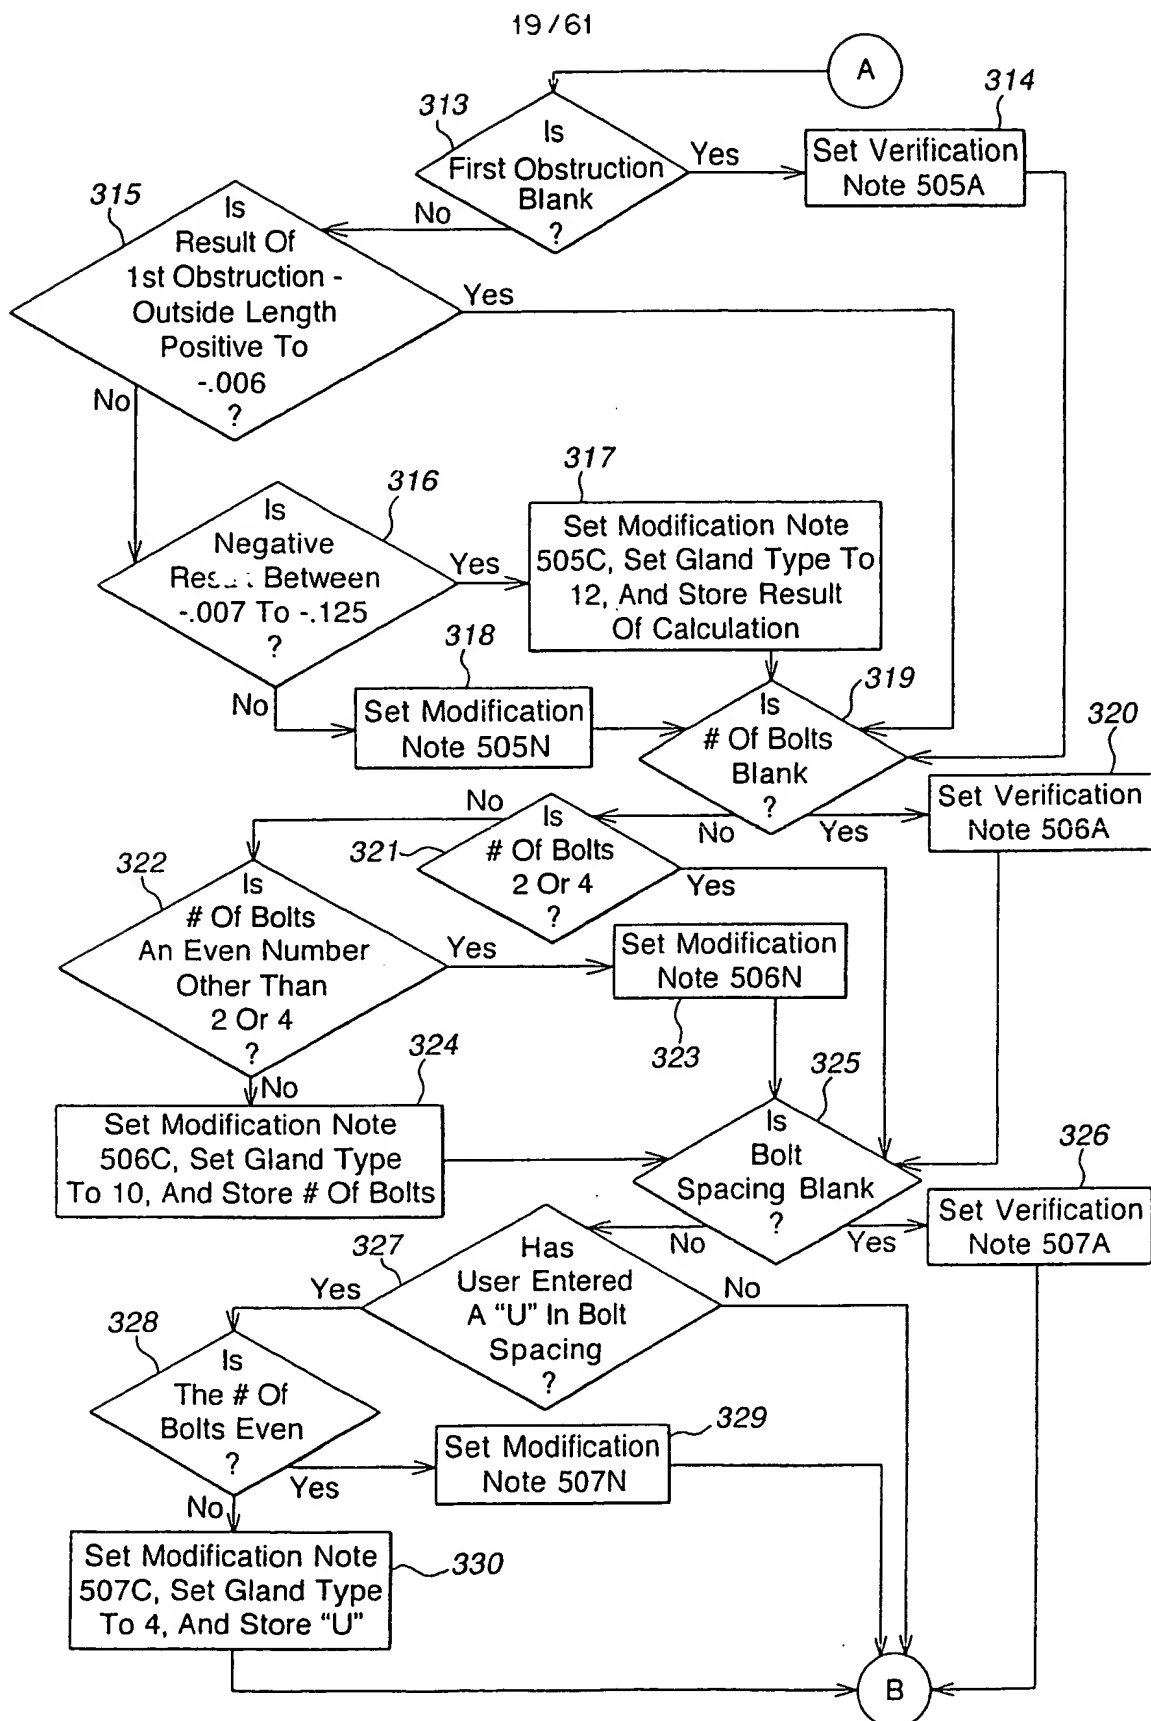 19/61
A
313
Is
First Obstruction
Blank
?
Yes
No
314
Set Verification
Note 505A
315
Is
Result Of
1st Obstruction -
Outside Length
Positive To
-.006
?
Yes
No
316
Is
Negative
Between
-.007 To -.125
?
Yes
No
317
Set Modification Note
505C, Set Gland Type To
12, And Store Result
Of Calculation
318
Set Modification
Note 505N
319
Is
# Of Bolts
Blank
?
No
Yes
320
Set Verification
Note 506A
321
Is
# Of Bolts
2 Or 4
?
No
Yes
322
Is
# Of Bolts
An Even Number
Other Than
2 Or 4
?
Yes
No
Set Modification
Note 506N
323
324
Set Modification Note
506C, Set Gland Type
To 10, And Store # Of Bolts
325
Is
Bolt
Spacing Blank
?
No
Yes
326
Set Verification
Note 507A
327
Has
User Entered
A "U" In Bolt
Spacing
?
Yes
No
328
Is
The # Of
Bolts Even
?
Yes
No
329
Set Modification
Note 507N
Set Modification Note
507C, Set Gland Type
To 4, And Store "U"
330
B